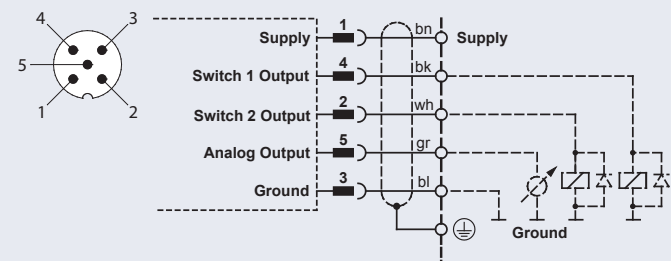 4 3
5
1 2
Supply 1 bn Supply
Switch 1 Output 4 bk
Switch 2 Output 2 wh
Analog Output 5 gr
Ground 3 bl
Ground